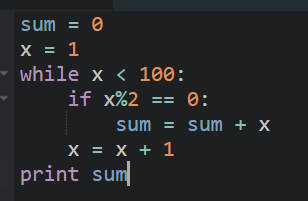 sum = 0
x = 1
while x < 100:
    if x%2 == 0:
        sum = sum + x
    x = x + 1
print sum